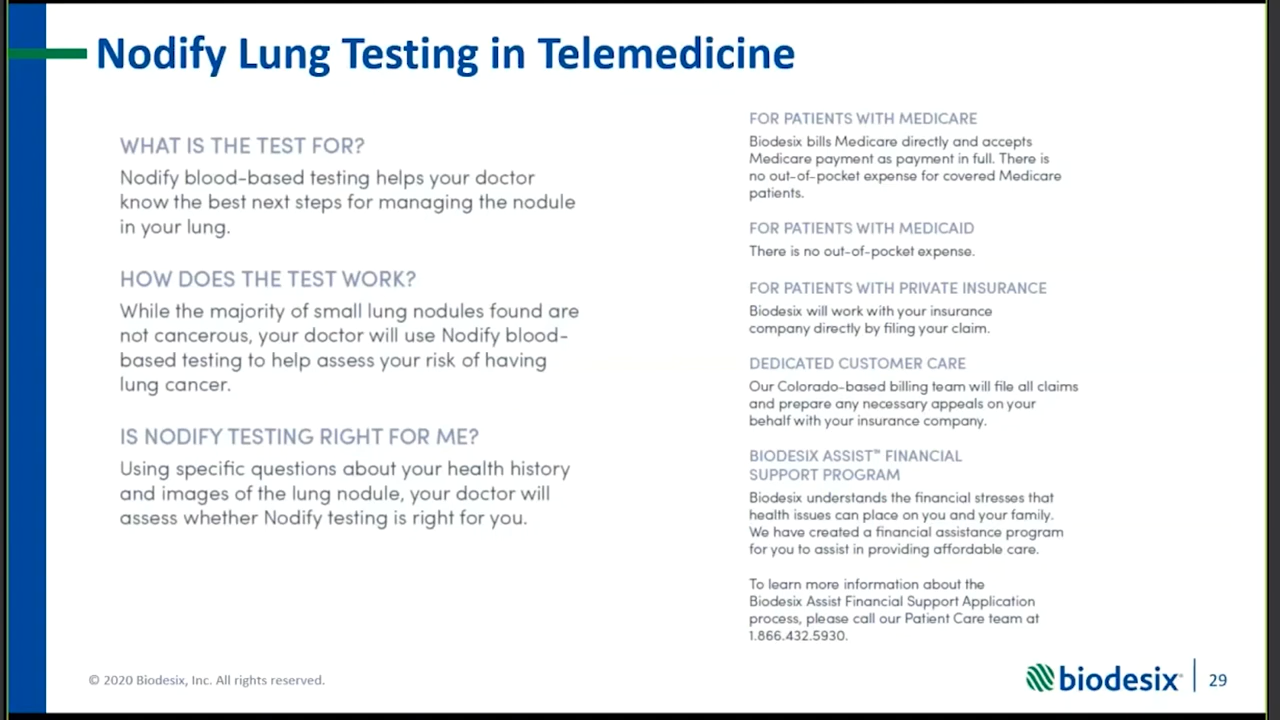 Nodify Lung Testing in Telemedicine
WHAT IS THE TEST FOR?
Nodify blood-based testing helps your doctor
know the best next steps for managing the nodule
in your lung.
HOW DOES THE TEST WORK?
While the majority of small lung nodules found are
not cancerous, your doctor will use Nodify blood-
based testing to help assess your risk of having
lung cancer.
IS NODIFY TESTING RIGHT FOR ME?
Using specific questions about your health history
and images of the lung nodule, your doctor will
assess whether Nodify testing is right for you.
FOR PATIENTS WITH MEDICARE
Biodesix bills Medicare directly and accepts
Medicare payment as payment in full. There is
no out-of-pocket expense for covered Medicare
patients.
FOR PATIENTS WITH MEDICAID
There is no out-of-pocket expense.
FOR PATIENTS WITH PRIVATE INSURANCE
Biodesix will work with your insurance
company directly by filing your claim.
DEDICATED CUSTOMER CARE
Our Colorado-based billing team will file all claims
and prepare any necessary appeals on your
behalf with your insurance company.
BIODESIX ASSIST™ FINANCIAL
SUPPORT PROGRAM
Biodesix understands the financial stresses that
health issues can place on you and your family.
We have created a financial assistance program
for you to assist in providing affordable care.
To learn more information about the
Biodesix Assist Financial Support Application
process, please call our Patient Care team at
1.866.432.5930.
© 2020 Biodesix, Inc. All rights reserved.
biodesix
29